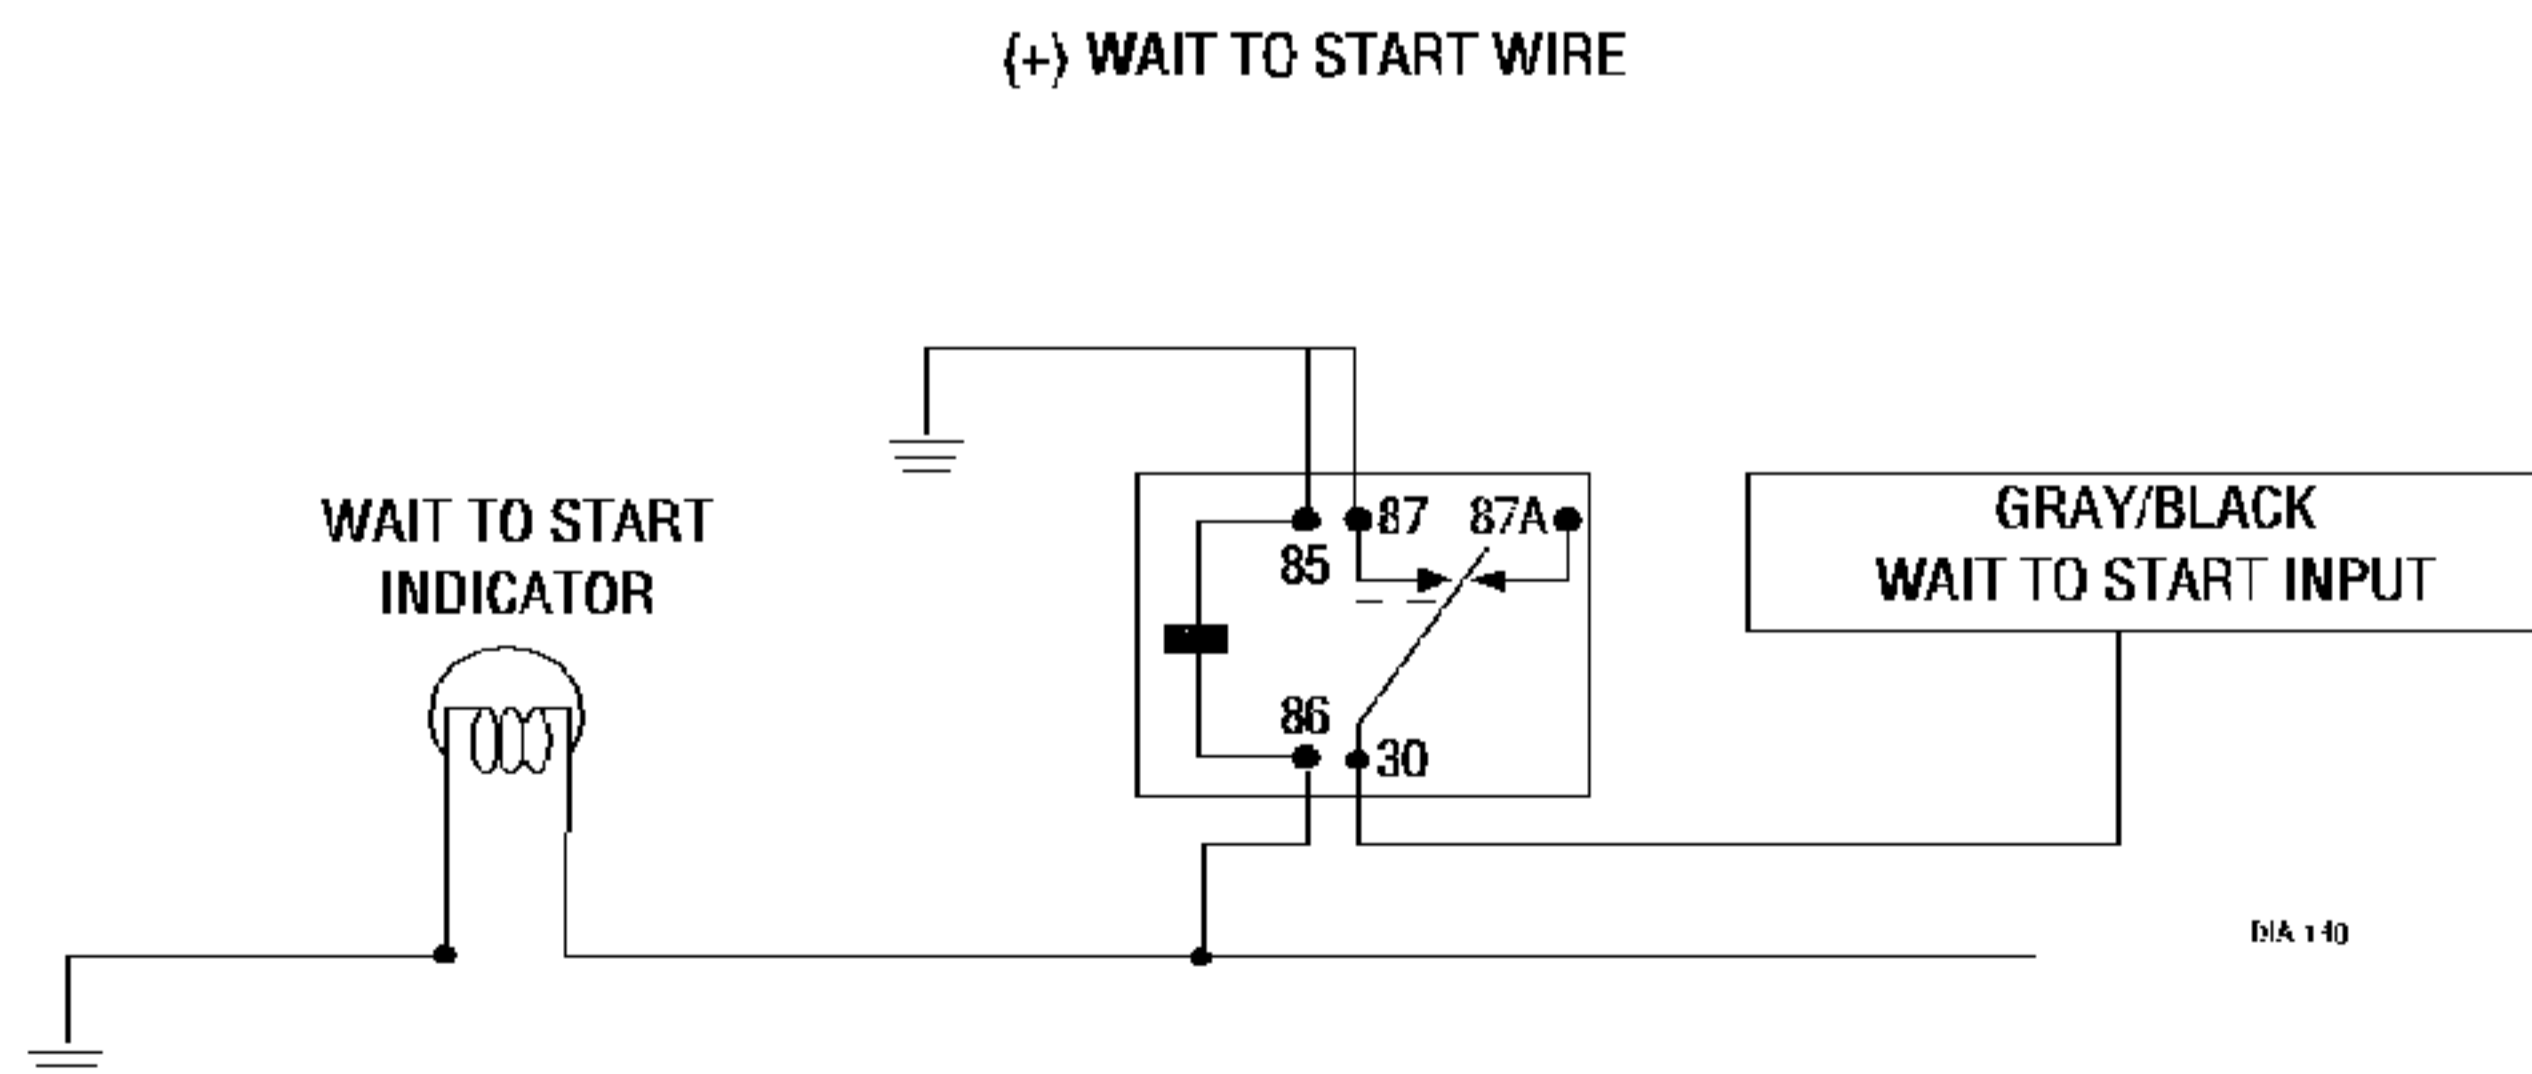 (+) WAIT TO START WIRE
WAIT TO START
INDICATOR
87 87A
85
86
30
GRAY/BLACK
WAIT TO START INPUT
DIA